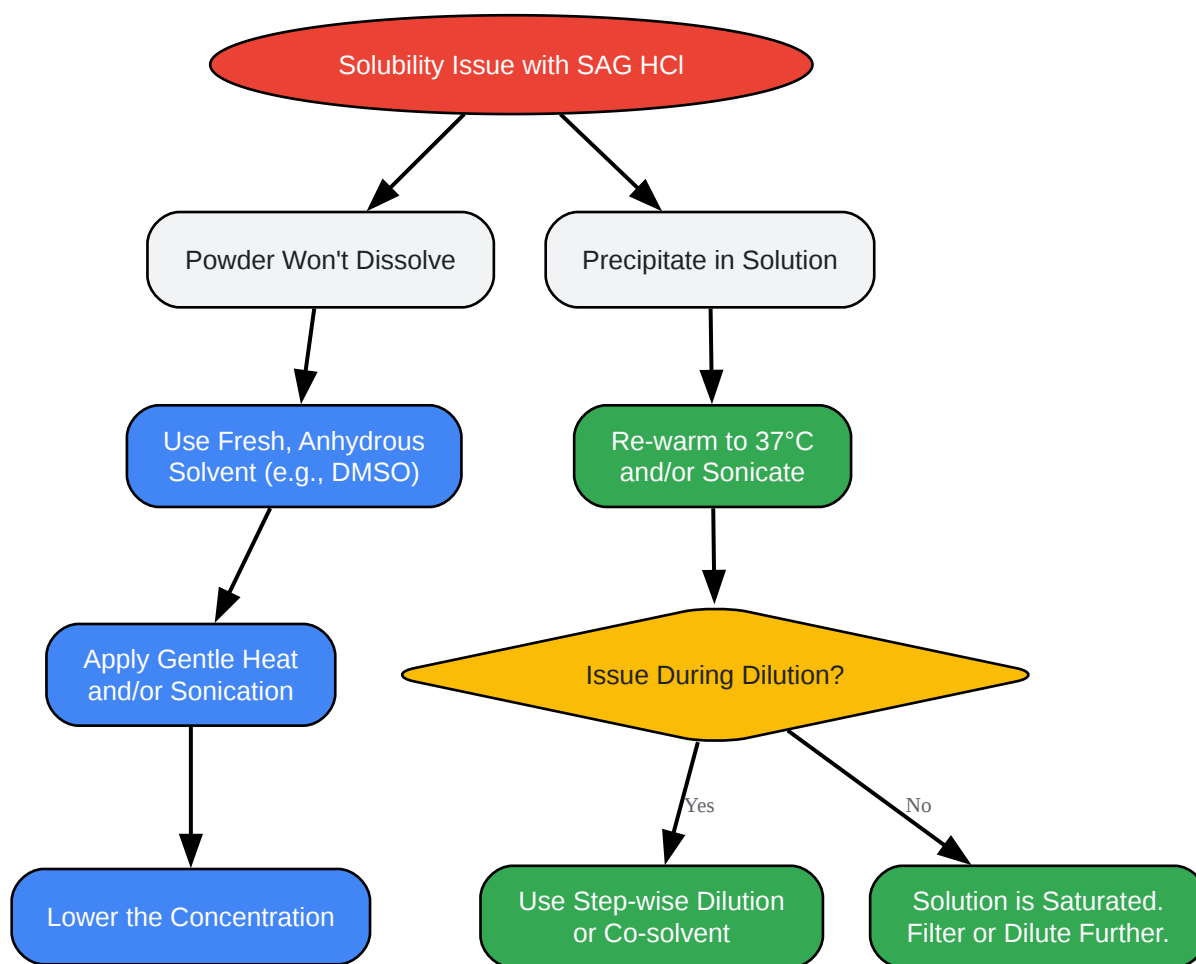 Solubility Issue with SAG HCl
Powder Won't Dissolve
Precipitate in Solution
Use Fresh, Anhydrous
Solvent (e.g., DMSO)
Re-warm to 37°C
and/or Sonicate
Apply Gentle Heat
and/or Sonication
Issue During Dilution?
Yes
No
Lower the Concentration
Use Step-wise Dilution
or Co-solvent
Solution is Saturated.
Filter or Dilute Further.